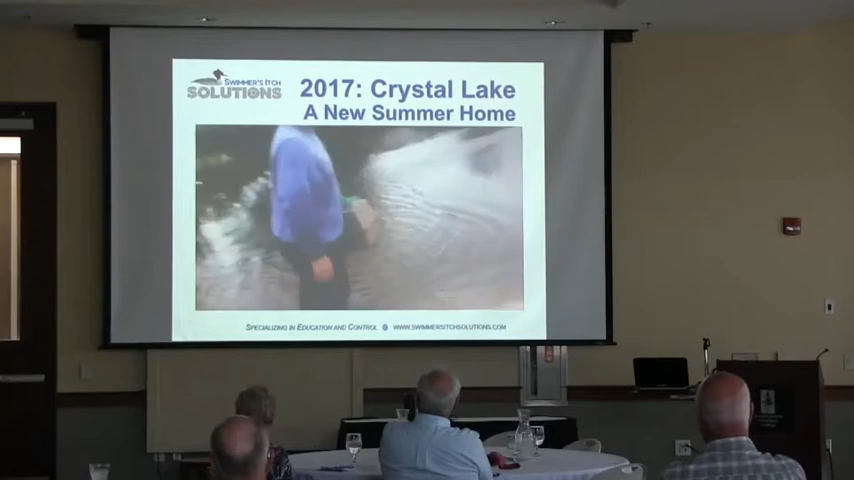 SWIMMER'S ITCH
SOLUTIONS
2017: Crystal Lake
A New Summer Home
SPECIALIZING IN EDUCATION AND CONTROL
WWW.SWIMMERSITCHSOLUTIONS.COM